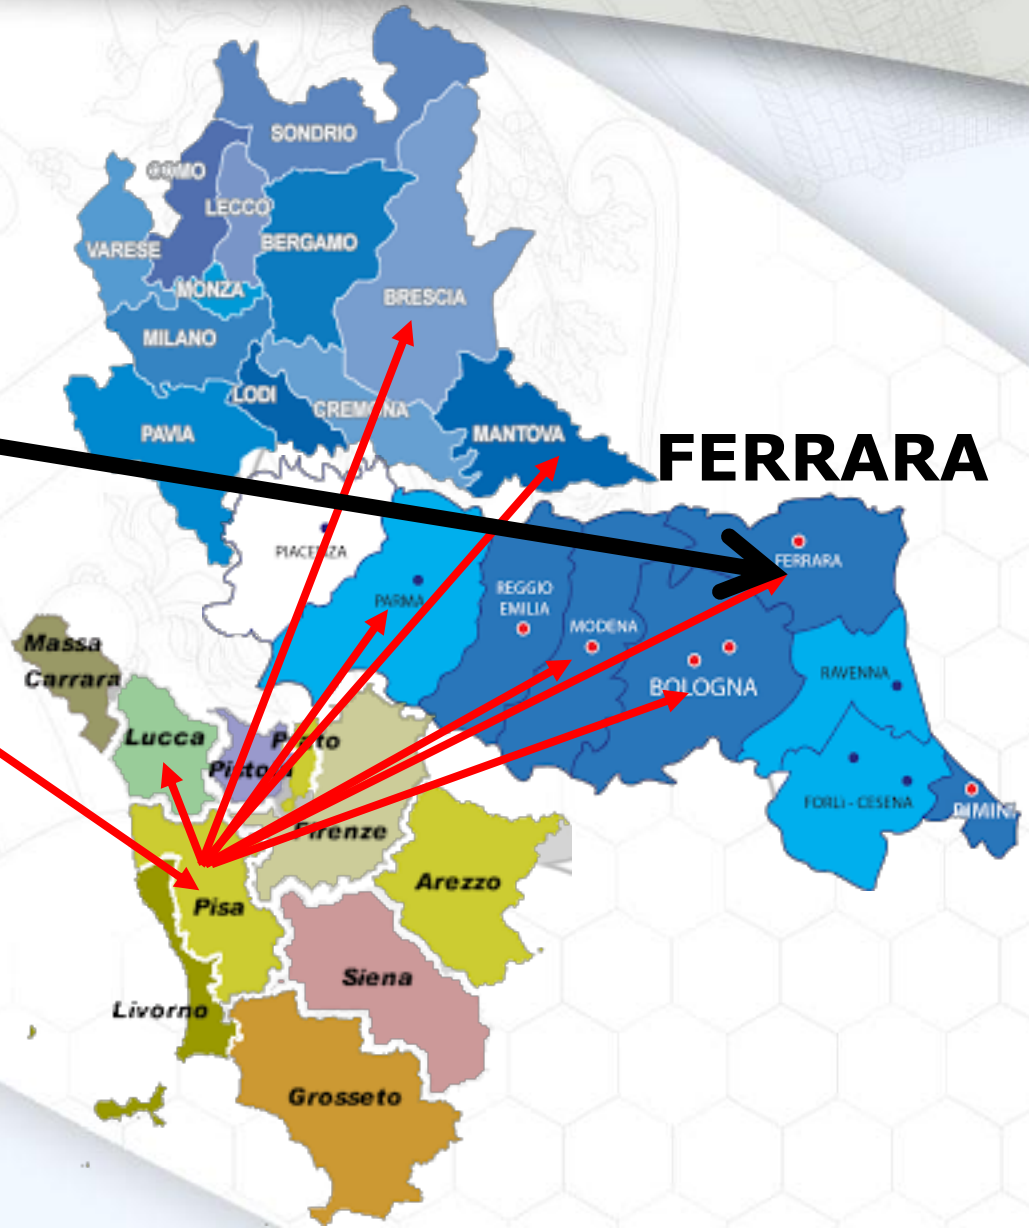 SONDRIO
COMO
LECCO
VARESE
BERGAMO
MONZA
BRESCIA
MILANO
LODI
CREMONA
PAVIA
MANTOVA
FERRARA
PIACENZA
PARMA
REGGIO
EMILIA
MODENA
FERRARA
BOLOGNA
RAVENNA
FORLI - CESENA
RIMINI
Massa
Carrara
Lucca
Prato
Pistoia
Firenze
Pisa
Arezzo
Siena
Livorno
Grosseto